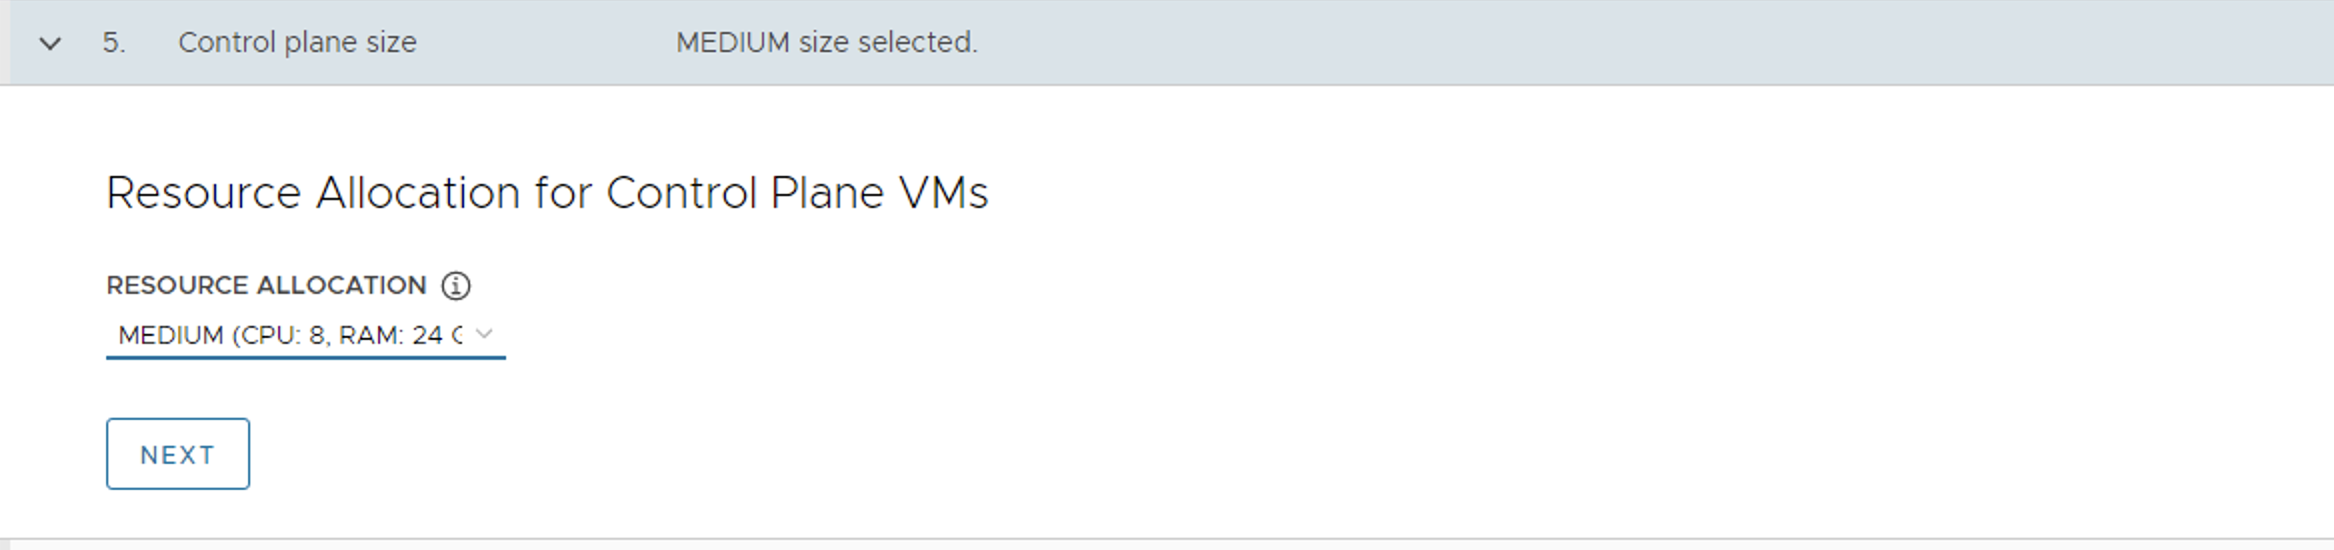 5. Control plane size MEDIUM size selected.
Resource Allocation for Control Plane VMs
RESOURCE ALLOCATION
MEDIUM (CPU: 8, RAM: 24
NEXT